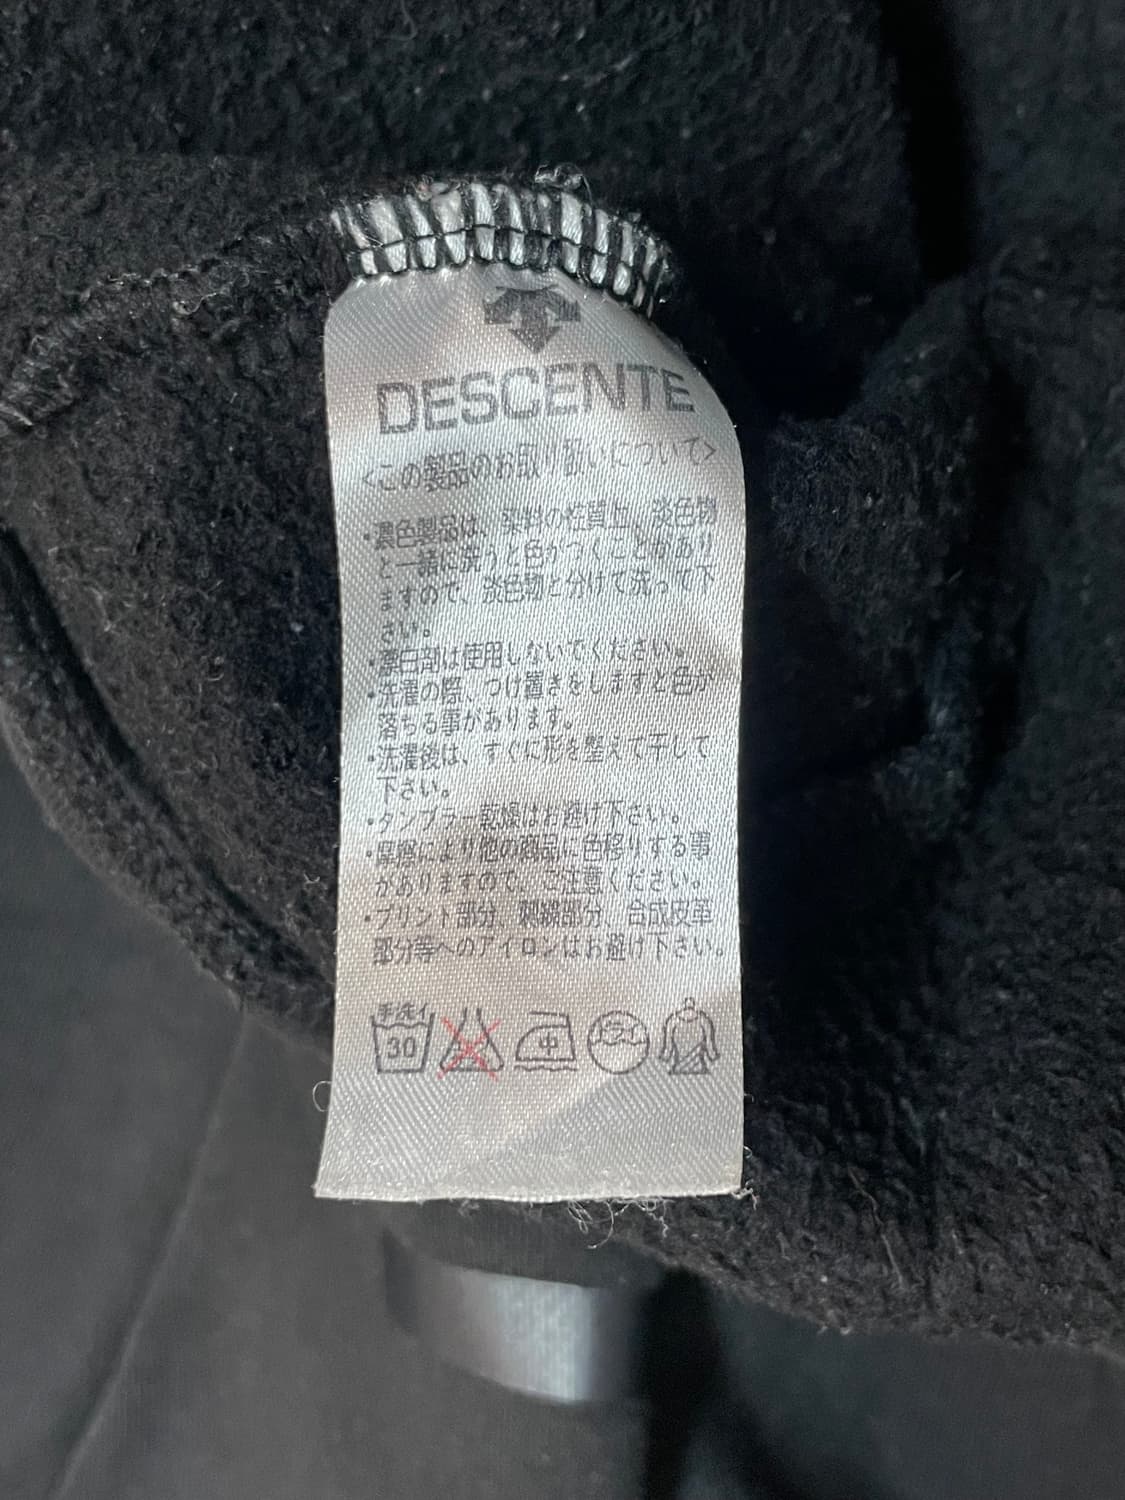 DESCENTE
<この製品のお取り扱いについて>
・濃色製品は、染料の性質上、淡色物
と一緒に洗うと色がつくことがあり
ますので、淡色物と分けて洗って下
さい。
・漂白剤は使用しないでください。
・洗濯の際、つけ置きをしますと色が
落ちる事があります。
・洗濯後は、すぐに形を整えて干して
下さい。
・タンブラー乾燥はお避け下さい。
・摩擦により他の商品に色移りする事
がありますので、ご注意ください。
・プリント部分、刺繍部分、合成皮革
部分等へのアイロンはお避け下さい。
手洗イ
30
中